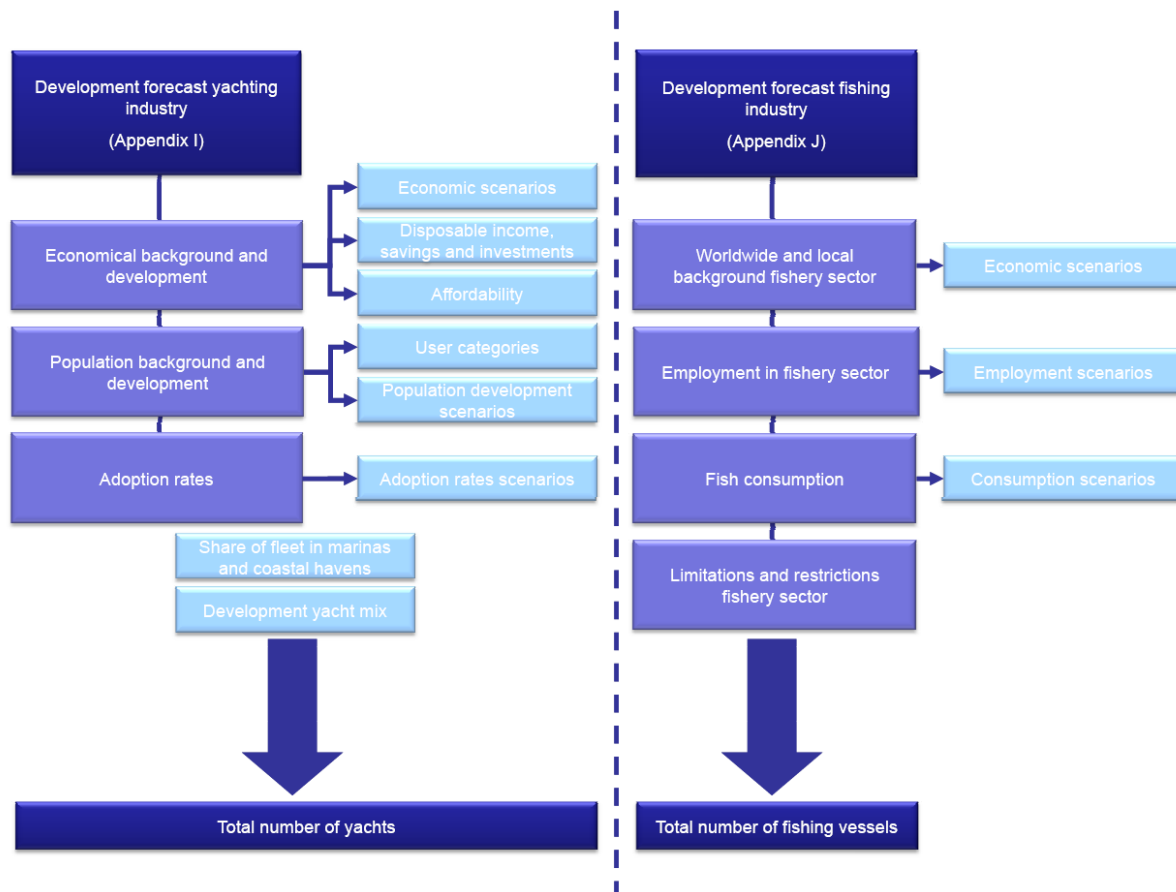 Development forecast yachting
industry
(Appendix I)
Economical background and
development
Economic scenarios
Disposable income,
savings and investments
Affordability
Population background and
development
User categories
Population development
scenarios
Adoption rates
Adoption rates scenarios
Share of fleet in marinas
and coastal havens
Development yacht mix
Total number of yachts
Development forecast fishing
industry
(Appendix J)
Worldwide and local
background fishery sector
Economic scenarios
Employment in fishery sector
Employment scenarios
Fish consumption
Consumption scenarios
Limitations and restrictions
fishery sector
Total number of fishing vessels